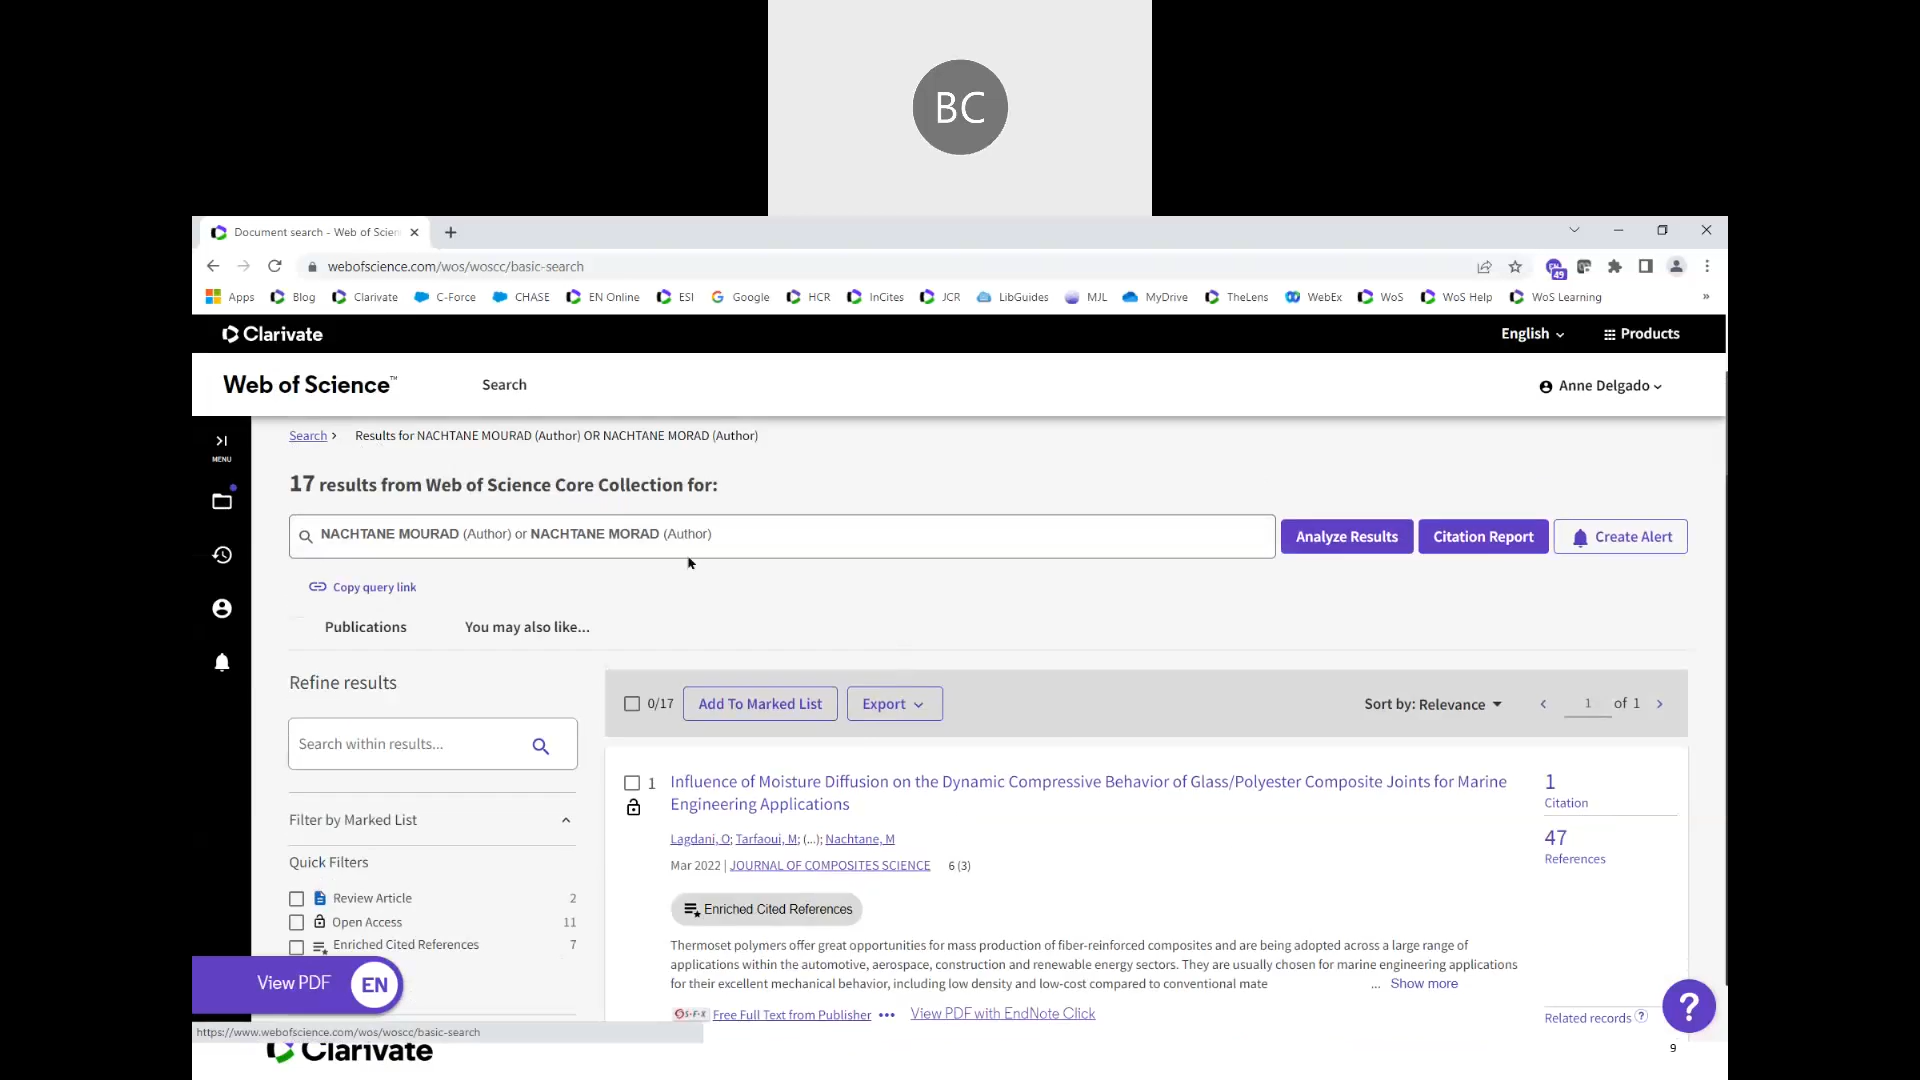 BC
Document search - Web of Scien
webofscience.com/wos/woscc/basic-search
49
Apps Blog Clarivate C-Force CHASE EN Online ESI Google HCR InCites JCR LibGuides MJL MyDrive TheLens WebEx WoS WoS Help WoS Learning »
Clarivate English Products
Web of Science™ Search Anne Delgado
MENU
Search > Results for NACHTANE MOURAD (Author) OR NACHTANE MORAD (Author)
17 results from Web of Science Core Collection for:
NACHTANE MOURAD (Author) or NACHTANE MORAD (Author)
Analyze Results Citation Report Create Alert
Copy query link
Publications You may also like...
Refine results
0/17 Add To Marked List Export Sort by: Relevance 1 of 1
Search within results...
1 Influence of Moisture Diffusion on the Dynamic Compressive Behavior of Glass/Polyester Composite Joints for Marine
Engineering Applications
1
Citation
Filter by Marked List
Lagdani, O; Tarfaoui, M; (...); Nachtane, M
47
References
Quick Filters
Mar 2022 | JOURNAL OF COMPOSITES SCIENCE 6 (3)
Review Article 2
Open Access 11
Enriched Cited References 7
Enriched Cited References
Thermoset polymers offer great opportunities for mass production of fiber-reinforced composites and are being adopted across a large range of
applications within the automotive, aerospace, construction and renewable energy sectors. They are usually chosen for marine engineering applications
for their excellent mechanical behavior, including low density and low-cost compared to conventional mate ... Show more
View PDF EN
S·F·X Free Full Text from Publisher ••• View PDF with EndNote Click
Related records ?
?
https://www.webofscience.com/wos/woscc/basic-search
Clarivate
9